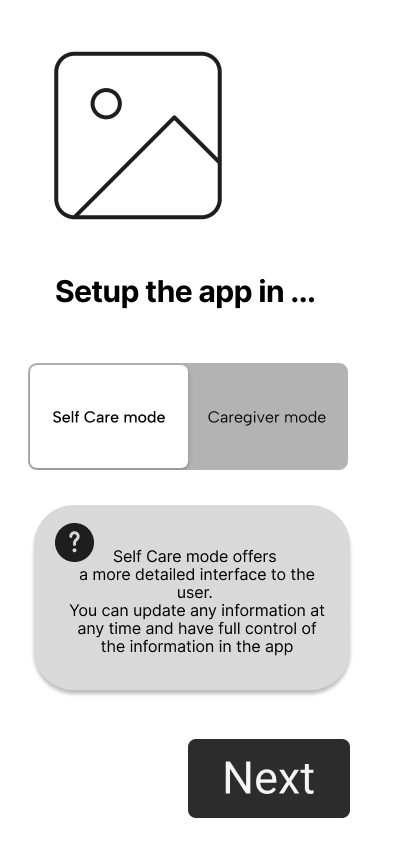 Setup the app in ...
Self Care mode
Caregiver mode
?
Self Care mode offers
a more detailed interface to the
user.
You can update any information at
any time and have full control of
the information in the app
Next